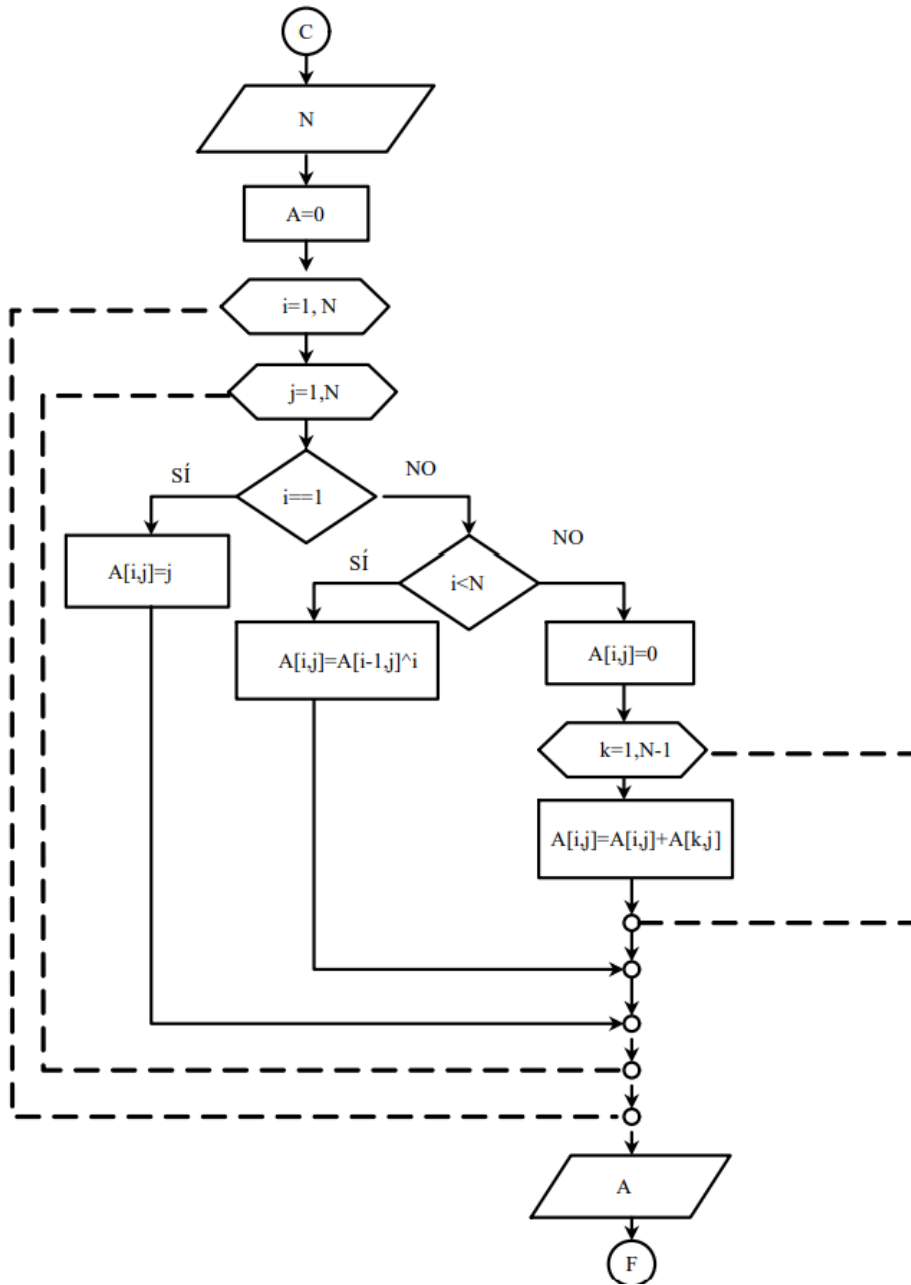 C
N
A=0
i=1, N
j=1,N
SÍ
NO
i==1
A[i,j]=j
SÍ
NO
i<N
A[i,j]=A[i-1,j]^i
A[i,j]=0
k=1,N-1
A[i,j]=A[i,j]+A[k,j]
A
F